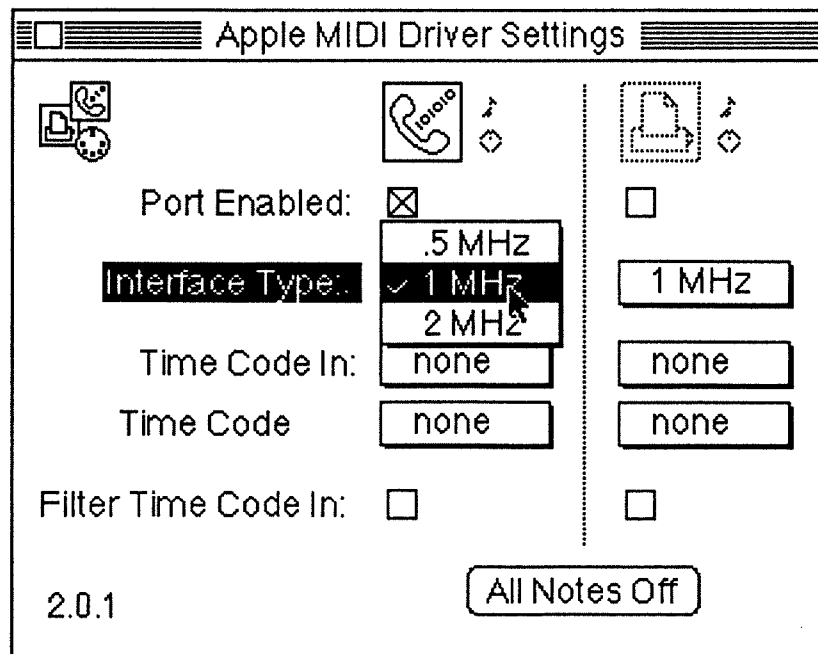 Apple MIDI Driver Settings
Port Enabled:
.5 MHz
Interface Type:. ✓ 1 MHz 1 MHz
2 MHz
Time Code In: none none
Time Code none none
Filter Time Code In:
2.0.1 All Notes Off